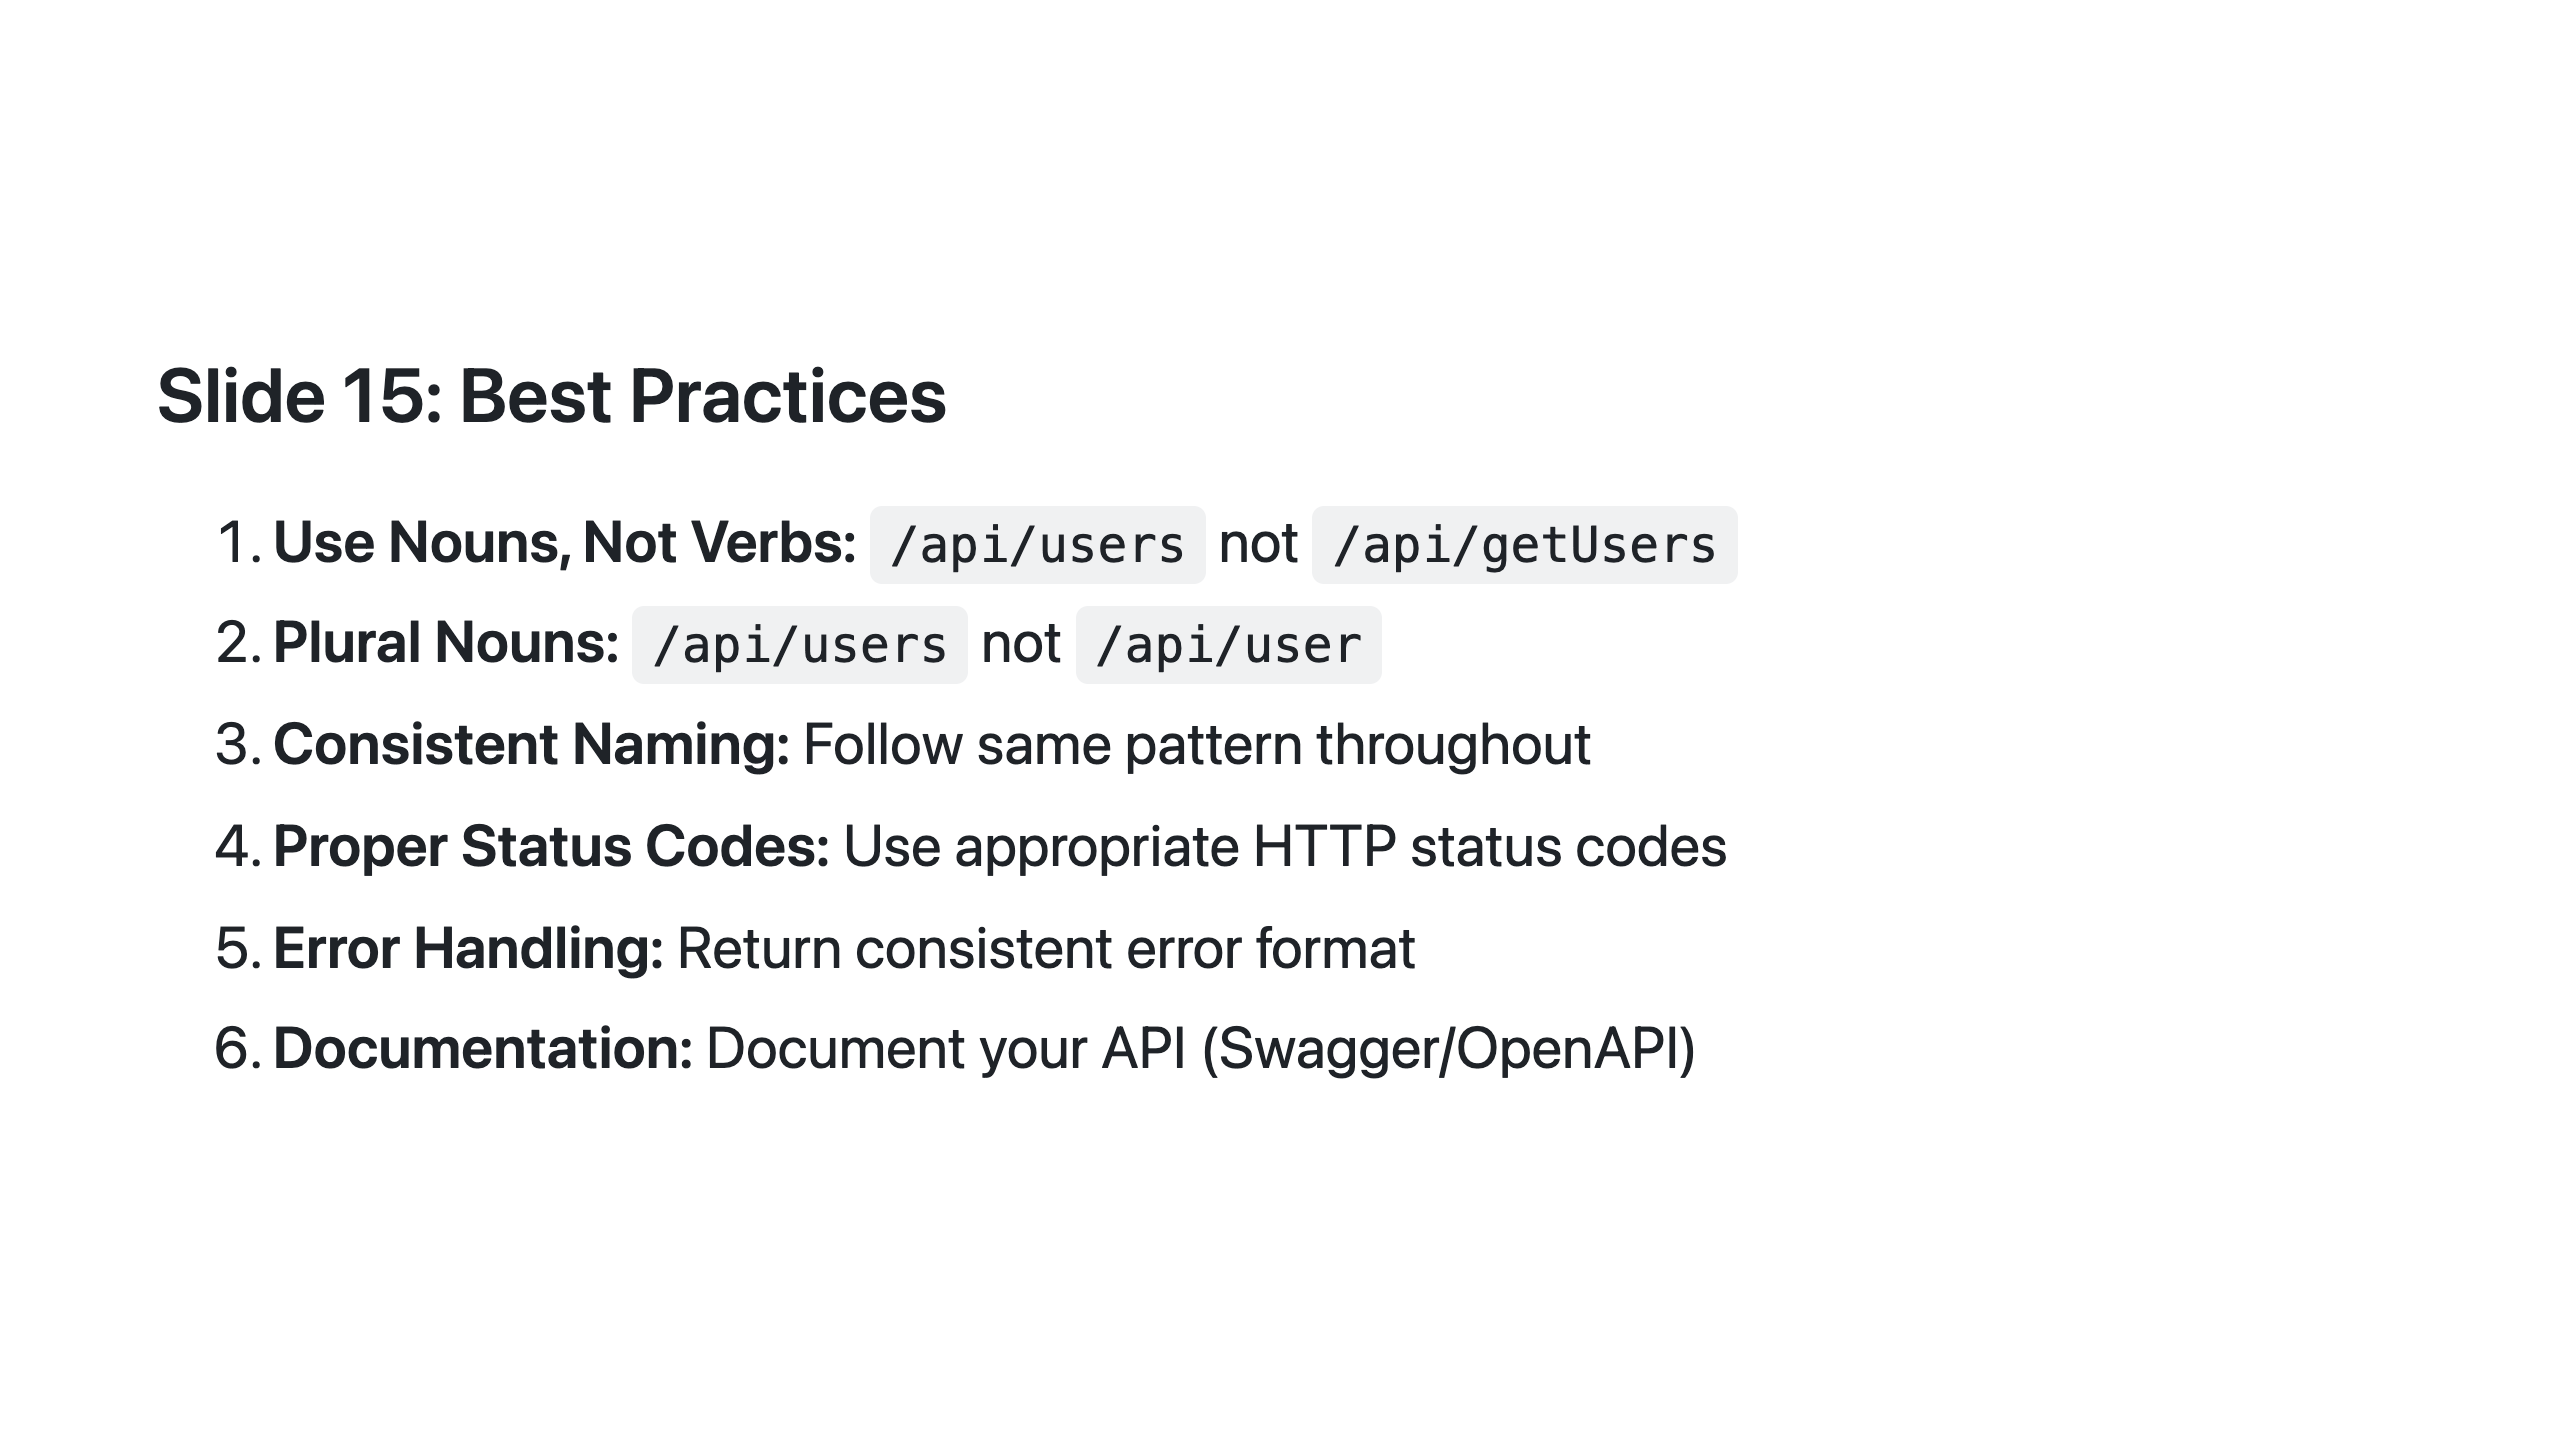 Slide 15: Best Practices
1. Use Nouns, Not Verbs: /api/users not /api/getUsers
2. Plural Nouns: /api/users not /api/user
3. Consistent Naming: Follow same pattern throughout
4. Proper Status Codes: Use appropriate HTTP status codes
5. Error Handling: Return consistent error format
6. Documentation: Document your API (Swagger/OpenAPI)